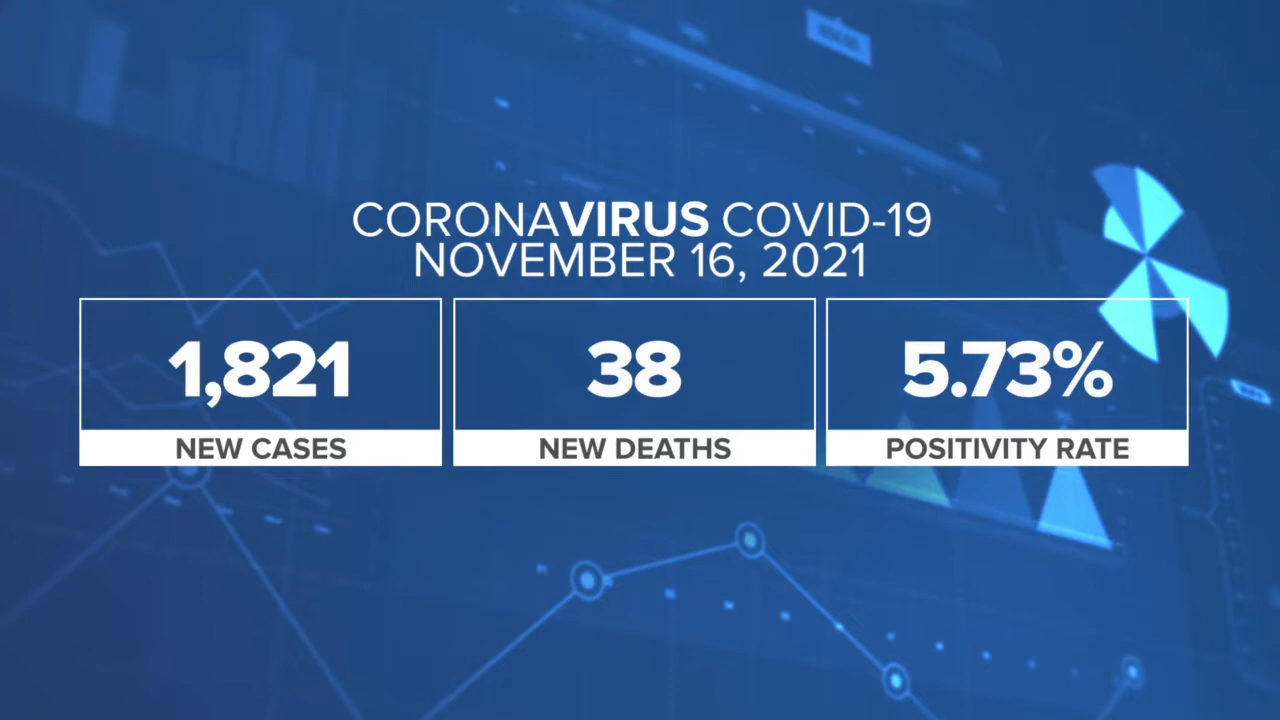 CORONAVIRUS COVID-19
NOVEMBER 16, 2021
1,821
NEW CASES
38
NEW DEATHS
5.73%
POSITIVITY RATE